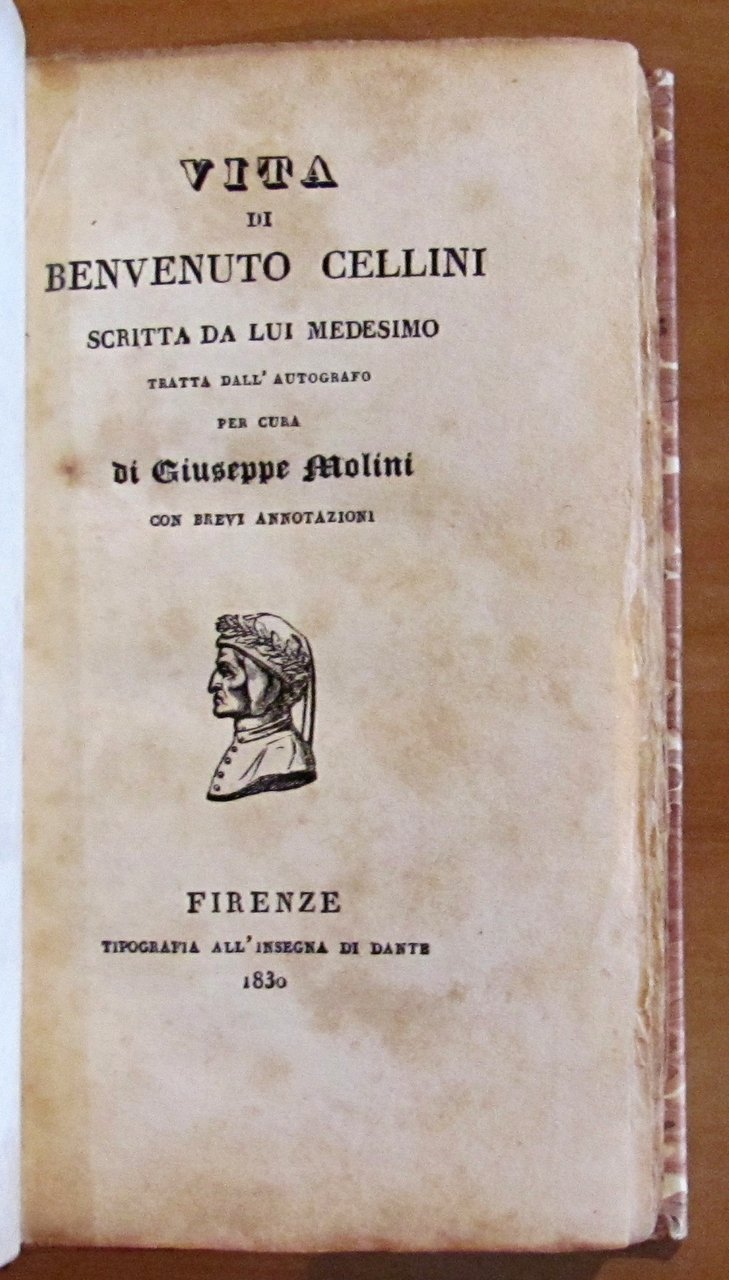 VITA
DI
BENVENUTO CELLINI
SCRITTA DA LUI MEDESIMO
TRATTA DALL' AUTOGRAFO
PER CURA
di Giuseppe Molini
CON BREVI ANNOTAZIONI
FIRENZE
TIPOGRAFIA ALL' INSEGNA DI DANTE
1830